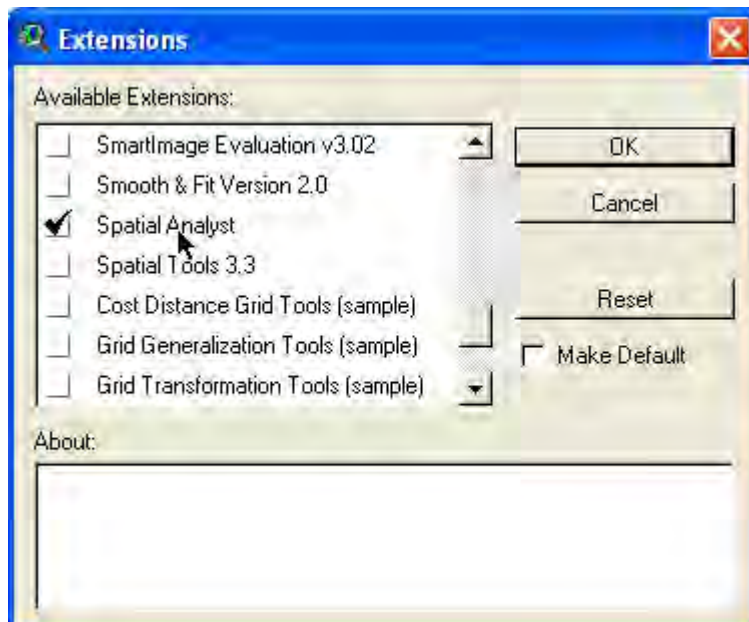 Extensions
Available Extensions:
SmartImage Evaluation v3.02
Smooth & Fit Version 2.0
Spatial Analyst
Spatial Tools 3.3
Cost Distance Grid Tools (sample)
Grid Generalization Tools (sample)
Grid Transformation Tools (sample)
OK
Cancel
Reset
Make Default
About: